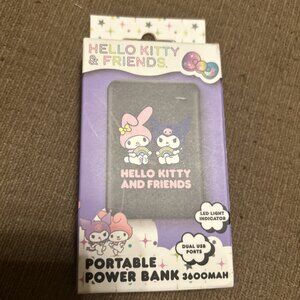 HELLO KITTY
& FRIENDS.
HELLO KITTY
AND FRIENDS
LED LIGHT
INDICATOR
DUAL USB
PORTS
PORTABLE
POWER BANK 3600MAH